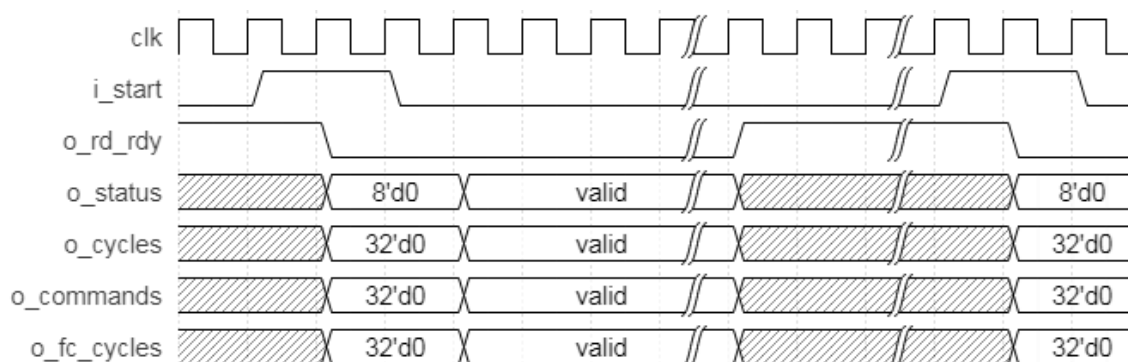 clk
i_start
o_rd_rdy
o_status 8'd0 valid 8'd0
o_cycles 32'd0 valid 32'd0
o_commands 32'd0 valid 32'd0
o_fc_cycles 32'd0 valid 32'd0